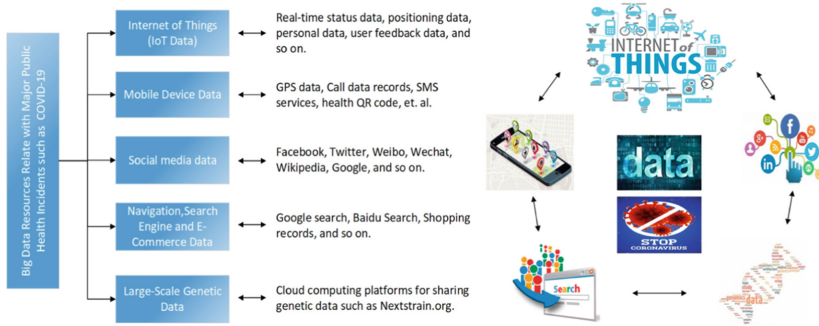 Big Data Resources Relate with Major Public
Health Incidents such as COVID-19
Internet of Things
(IoT Data)
Real-time status data, positioning data,
personal data, user feedback data, and
so on.
Mobile Device Data
GPS data, Call data records, SMS
services, health QR code, et. al.
Social media data
Facebook, Twitter, Weibo, Wechat,
Wikipedia, Google, and so on.
Navigation,Search
Engine and E-
Commerce Data
Google search, Baidu Search, Shopping
records, and so on.
Large-Scale Genetic
Data
Cloud computing platforms for sharing
genetic data such as Nextstrain.org.
INTERNET of
THINGS
data
STOP
CORONAVIRUS
Search
data